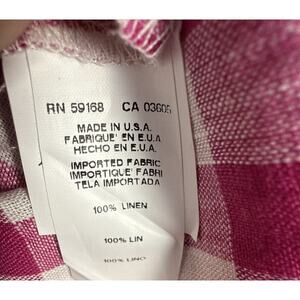 RN 59168 CA 03605
MADE IN U.S.A.
FABRIQUE' EN E.U.A
HECHO EN E.U.A.
IMPORTED FABRIC
IMPORTIQUE' FABRI
TELA IMPORTADA
100% LINEN
100% LIN
100% LINO